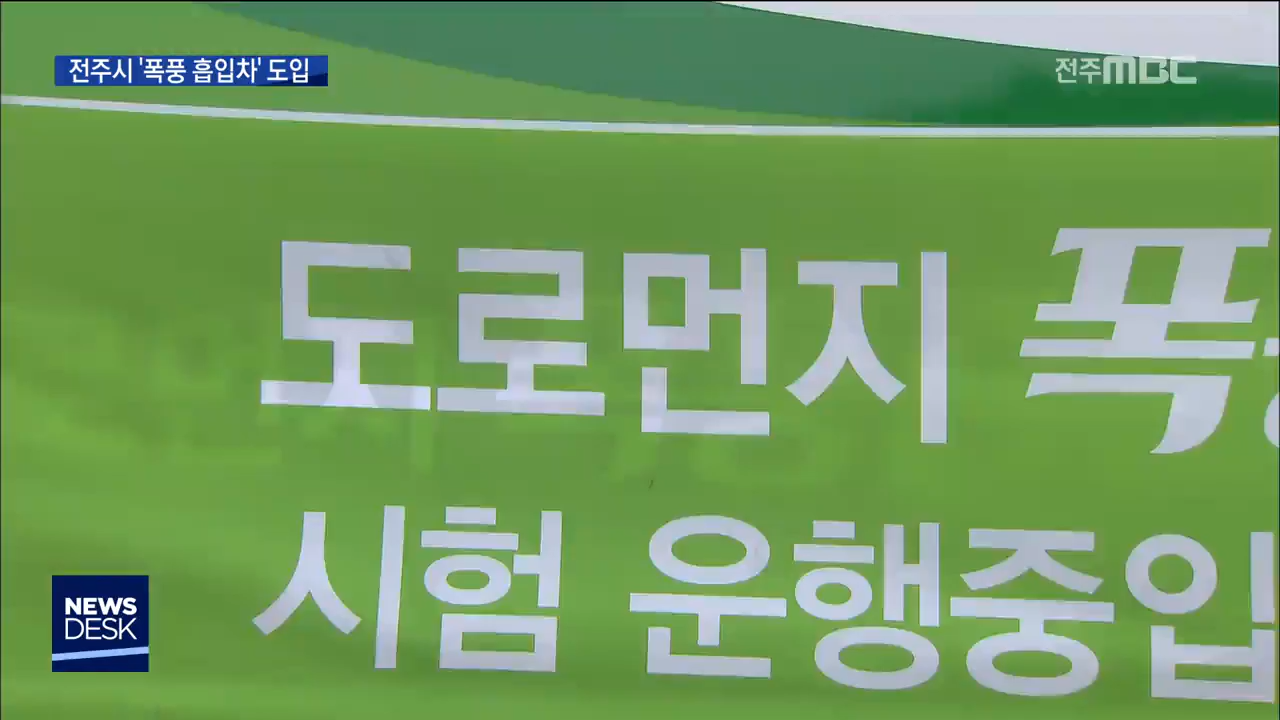 전주시 '폭풍 흡입차' 도입
전주MBC
도로먼지 폭
시험 운행중입
NEWS
DESK